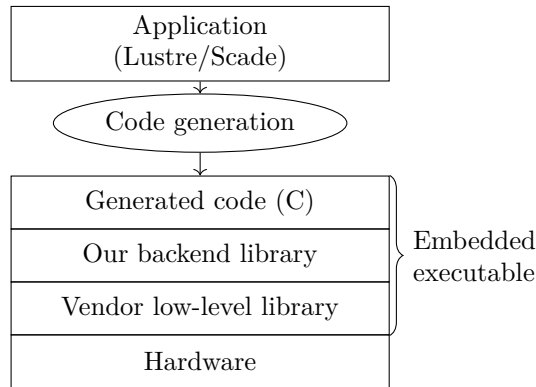 Application
(Lustre/Scade)
Code generation
Generated code (C)
Our backend library
Vendor low-level library
Embedded
executable
Hardware